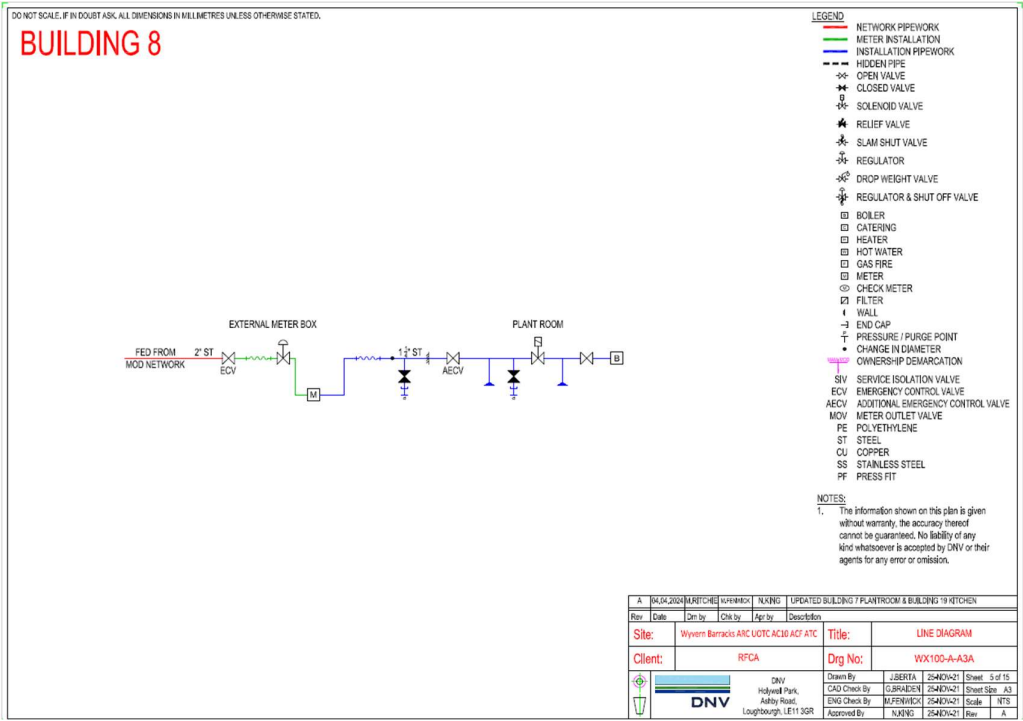 DO NOT SCALE, IF IN DOUBT ASK. ALL DIMENSIONS IN MILLIMETRES UNLESS OTHERWISE STATED.
BUILDING 8
LEGEND
NETWORK PIPEWORK
METER INSTALLATION
INSTALLATION PIPEWORK
HIDDEN PIPE
OPEN VALVE
CLOSED VALVE
SOLENOID VALVE
RELIEF VALVE
SLAM SHUT VALVE
REGULATOR
DROP WEIGHT VALVE
REGULATOR & SHUT OFF VALVE
BOILER
CATERING
HEATER
HOT WATER
GAS FIRE
METER
CHECK METER
FILTER
WALL
END CAP
PRESSURE / PURGE POINT
CHANGE IN DIAMETER
OWNERSHIP DEMARCATION
SIV SERVICE ISOLATION VALVE
ECV EMERGENCY CONTROL VALVE
AECV ADDITIONAL EMERGENCY CONTROL VALVE
MOV METER OUTLET VALVE
PE POLYETHYLENE
ST STEEL
CU COPPER
SS STAINLESS STEEL
PF PRESS FIT
EXTERNAL METER BOX
PLANT ROOM
FED FROM 2" ST
MOD NETWORK
ECV
M
1½" ST
AECV
B
NOTES:
1. The information shown on this plan is given
without warranty, the accuracy thereof
cannot be guaranteed. No liability of any
kind whatsoever is accepted by DNV or their
agents for any error or omission.
A 04,04,2024 M,RITCHIE M,FENWICK N,KING UPDATED BUILDING 7 PLANTROOM & BUILDING 19 KITCHEN
Rev Date Drn by Chk by Apr by Description
Site: Wyvern Barracks ARC UOTC AC10 ACF ATC Title: LINE DIAGRAM
Client: RFCA Drg No: WX100-A-A3A
DNV
DNV
Holywell Park,
Ashby Road,
Loughbourgh, LE11 3GR
Drawn By J.BERTA 25-NOV-21 Sheet 5 of 15
CAD Check By G,BRAIDEN 25-NOV-21 Sheet Size A3
ENG Check By M,FENWICK 25-NOV-21 Scale NTS
Approved By N,KING 25-NOV-21 Rev A